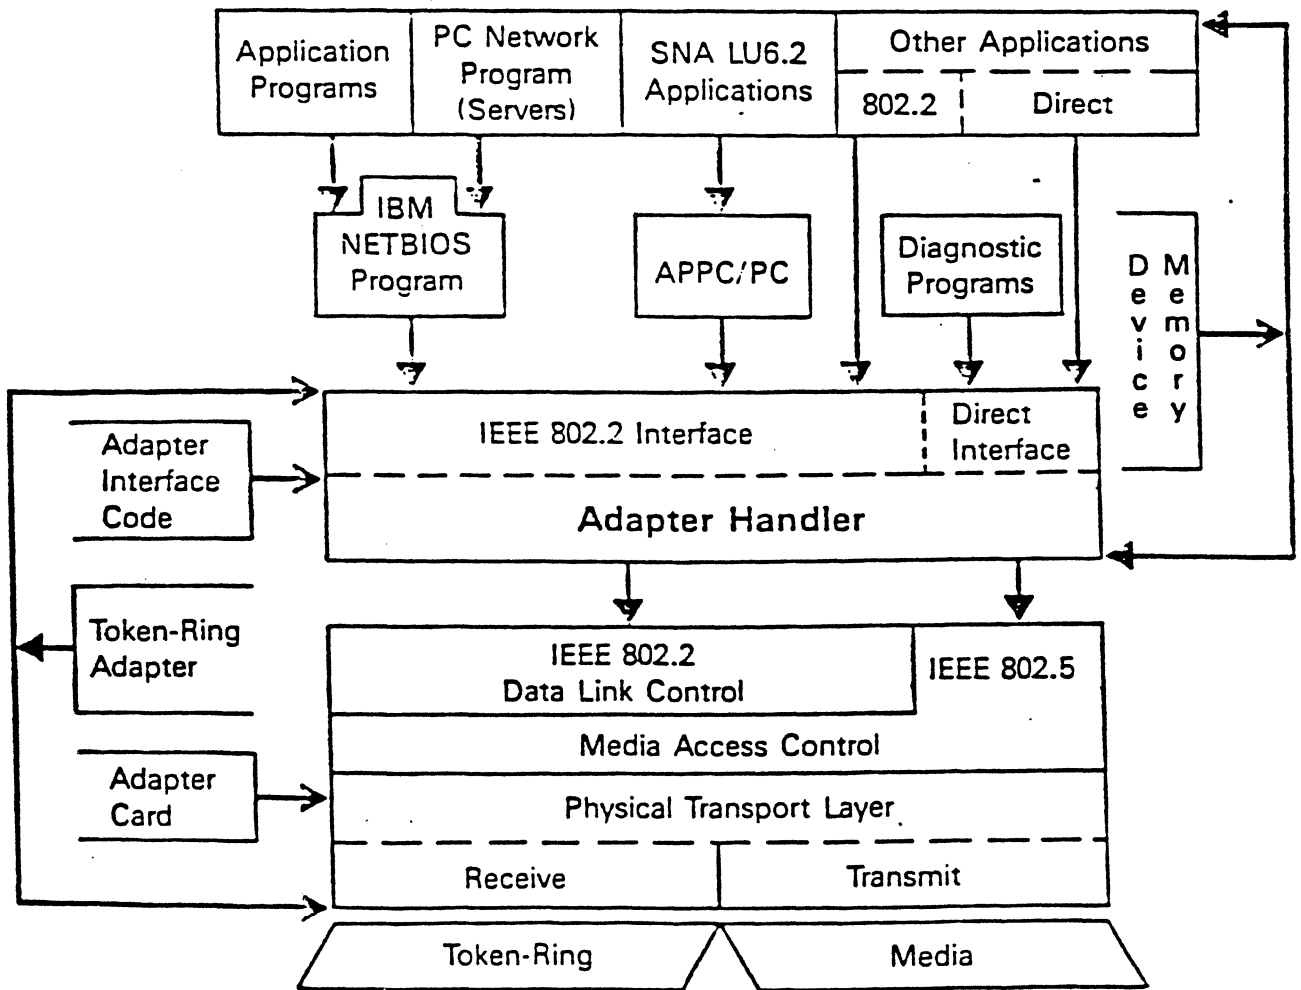 Application
Programs
PC Network
Program
(Servers)
SNA LU6.2
Applications
Other Applications
802.2
Direct
IBM
NETBIOS
Program
APPC/PC
Diagnostic
Programs
Device
Memory
IEEE 802.2 Interface
Direct
Interface
Adapter Handler
Adapter
Interface
Code
Token-Ring
Adapter
IEEE 802.2
Data Link Control
IEEE 802.5
Media Access Control
Adapter
Card
Physical Transport Layer
Receive
Transmit
Token-Ring
Media